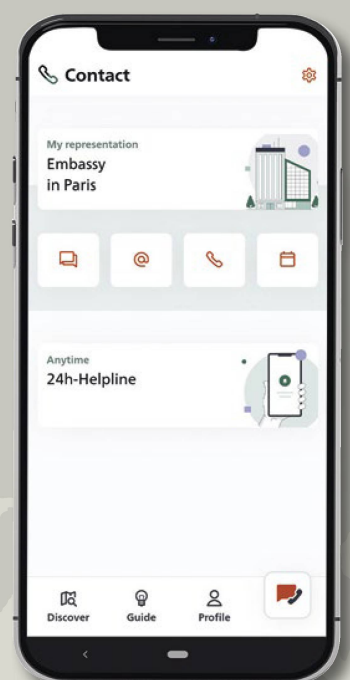 Contact
My representation
Embassy
in Paris
Anytime
24h-Helpline
Discover
Guide
Profile